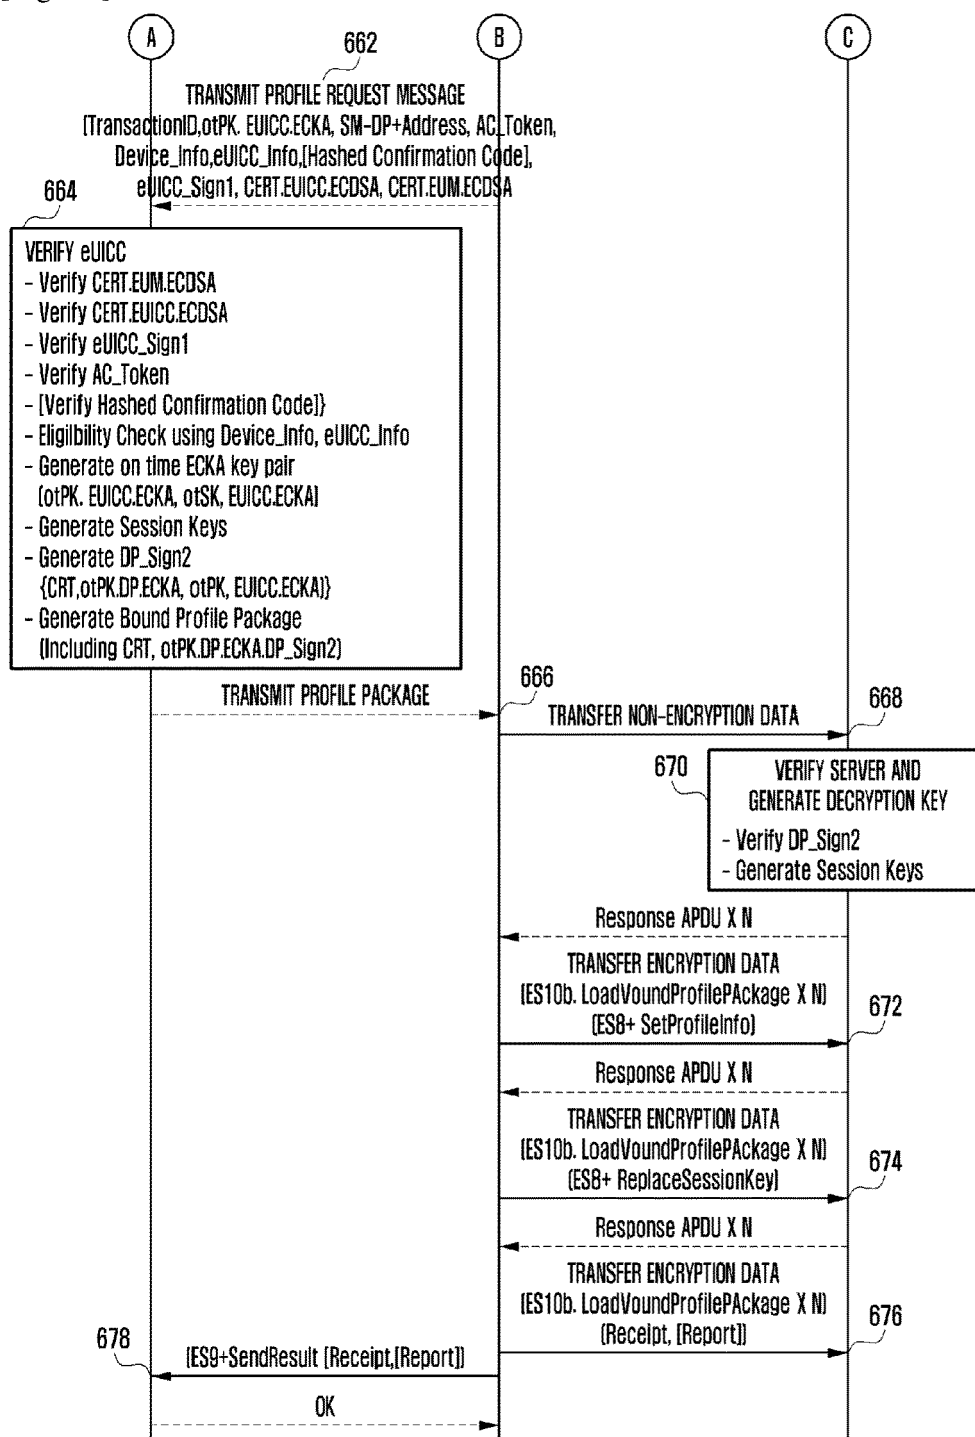 A
B
C
662
TRANSMIT PROFILE REQUEST MESSAGE
(TransactionID,otPK. EUICC.ECKA, SM-DP+Address, AC_Token,
Device_Info,eUICC_Info,[Hashed Confirmation Code],
eUICC_Sign1, CERT.EUICC.ECDSA, CERT.EUM.ECDSA
664
VERIFY eUICC
- Verify CERT.EUM.ECDSA
- Verify CERT.EUICC.ECDSA
- Verify eUICC_Sign1
- Verify AC_Token
- [Verify Hashed Confirmation Code]}
- Eligilbility Check using Device_Info, eUICC_Info
- Generate on time ECKA key pair
(otPK. EUICC.ECKA, otSK, EUICC.ECKA)
- Generate Session Keys
- Generate DP_Sign2
{CRT,otPK.DP.ECKA, otPK, EUICC.ECKA)}
- Generate Bound Profile Package
(Including CRT, otPK.DP.ECKA.DP_Sign2)
TRANSMIT PROFILE PACKAGE
666
TRANSFER NON-ENCRYPTION DATA
668
670
VERIFY SERVER AND
GENERATE DECRYPTION KEY
- Verify DP_Sign2
- Generate Session Keys
Response APDU X N
TRANSFER ENCRYPTION DATA
(ES10b. LoadVoundProfilePAckage X N)
(ES8+ SetProfileInfo)
672
Response APDU X N
TRANSFER ENCRYPTION DATA
(ES10b. LoadVoundProfilePAckage X N)
(ES8+ ReplaceSessionKey)
674
Response APDU X N
TRANSFER ENCRYPTION DATA
(ES10b. LoadVoundProfilePAckage X N)
(Receipt, [Report])
676
678
(ES9+SendResult [Receipt,[Report])
OK